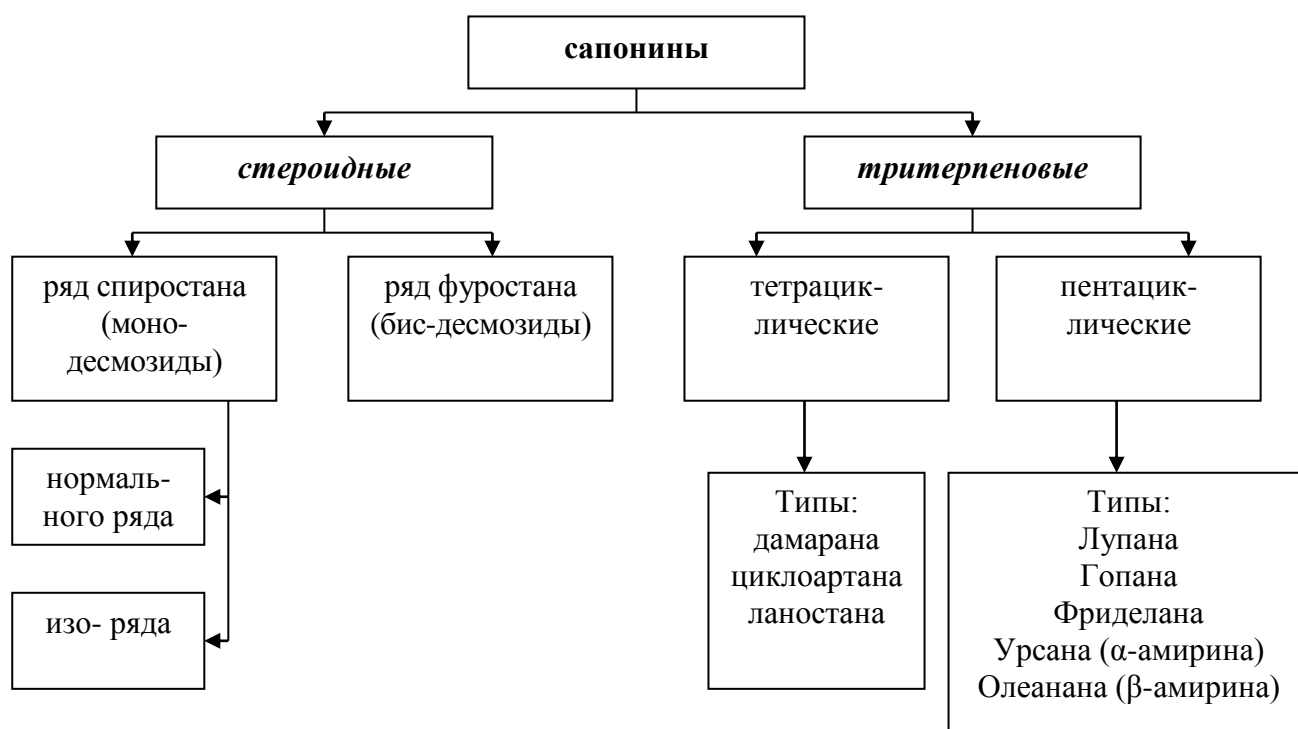 сапонины
стероидные
тритерпеновые
ряд спиростана
(моно-
десмозиды)
ряд фуростана
(бис-десмозиды)
тетрацик-
лические
пентацик-
лические
нормаль-
ного ряда
изо- ряда
Типы:
дамарана
циклоартана
ланостана
Типы:
Лупана
Гопана
Фриделана
Урсана (α-амирина)
Олеанана (β-амирина)